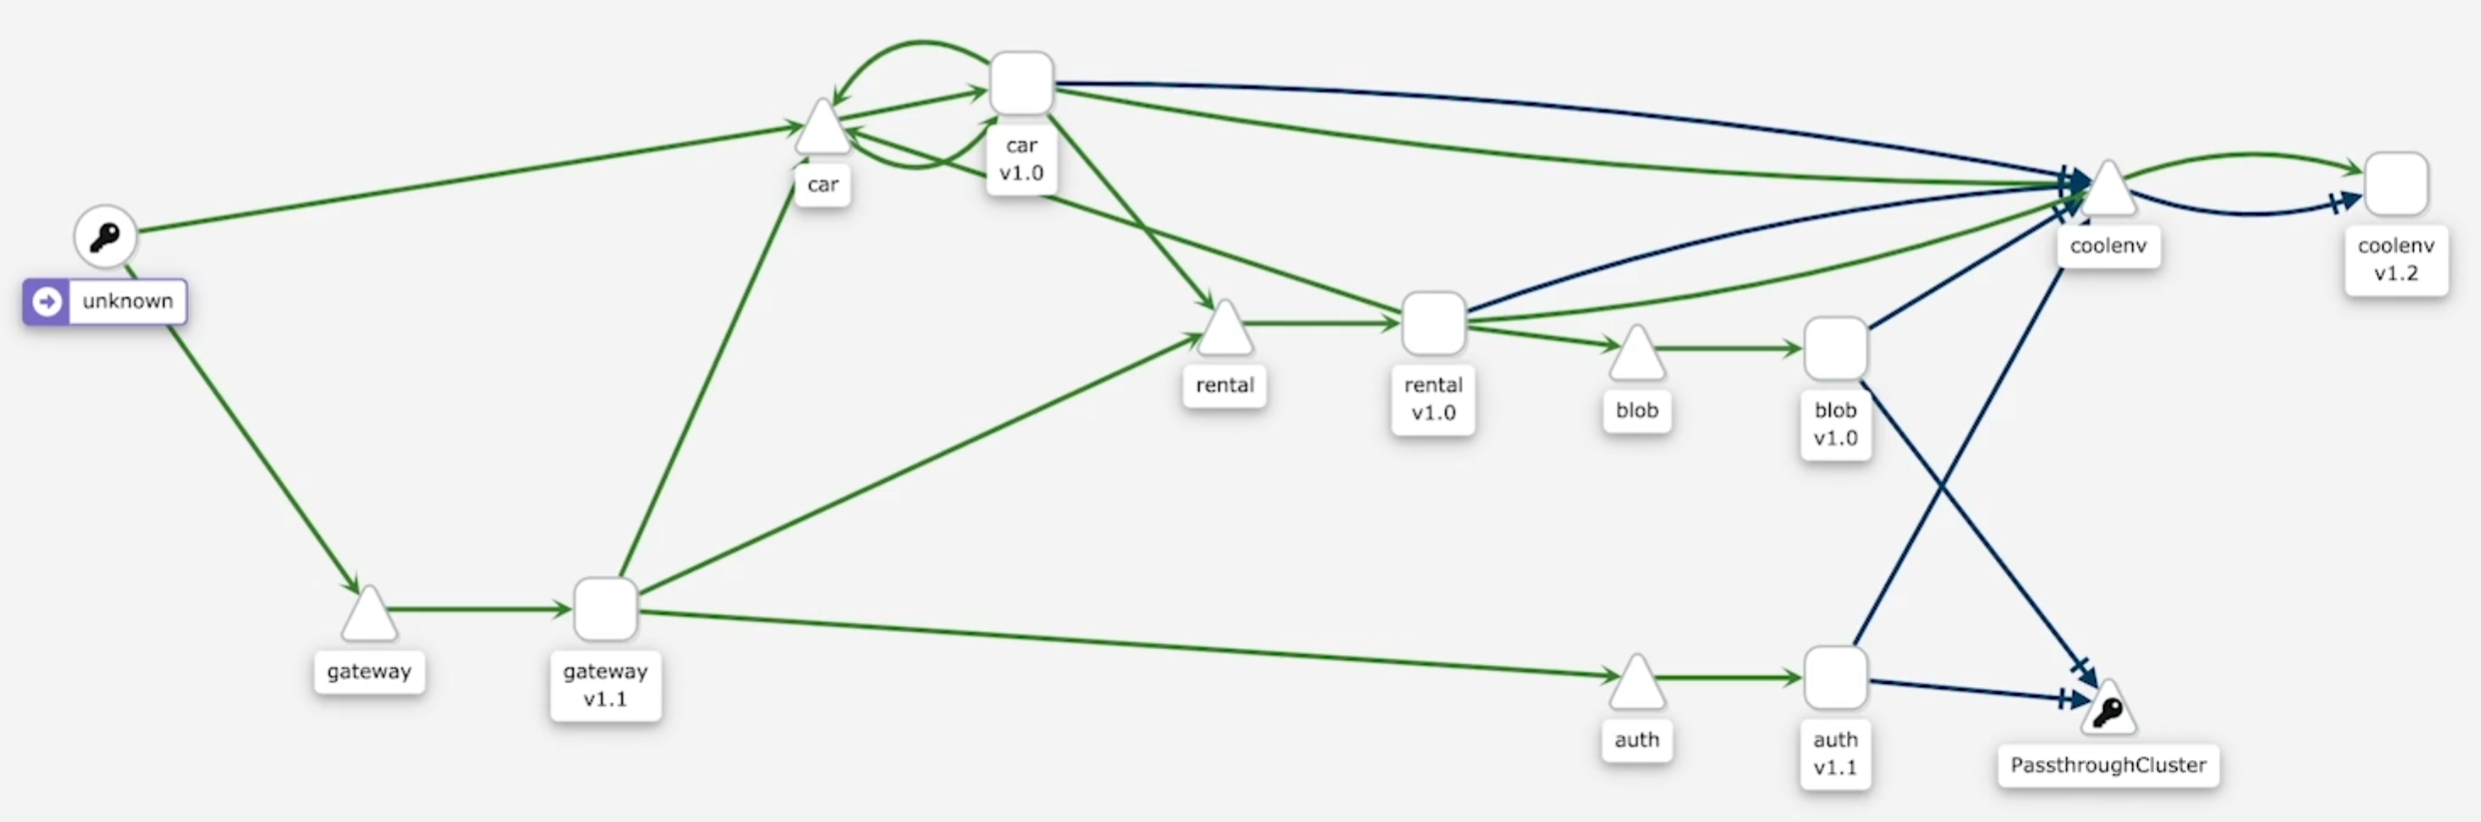 car
v1.0
car
coolenv
coolenv
v1.2
unknown
rental
rental
v1.0
blob
blob
v1.0
gateway
gateway
v1.1
auth
auth
v1.1
PassthroughCluster